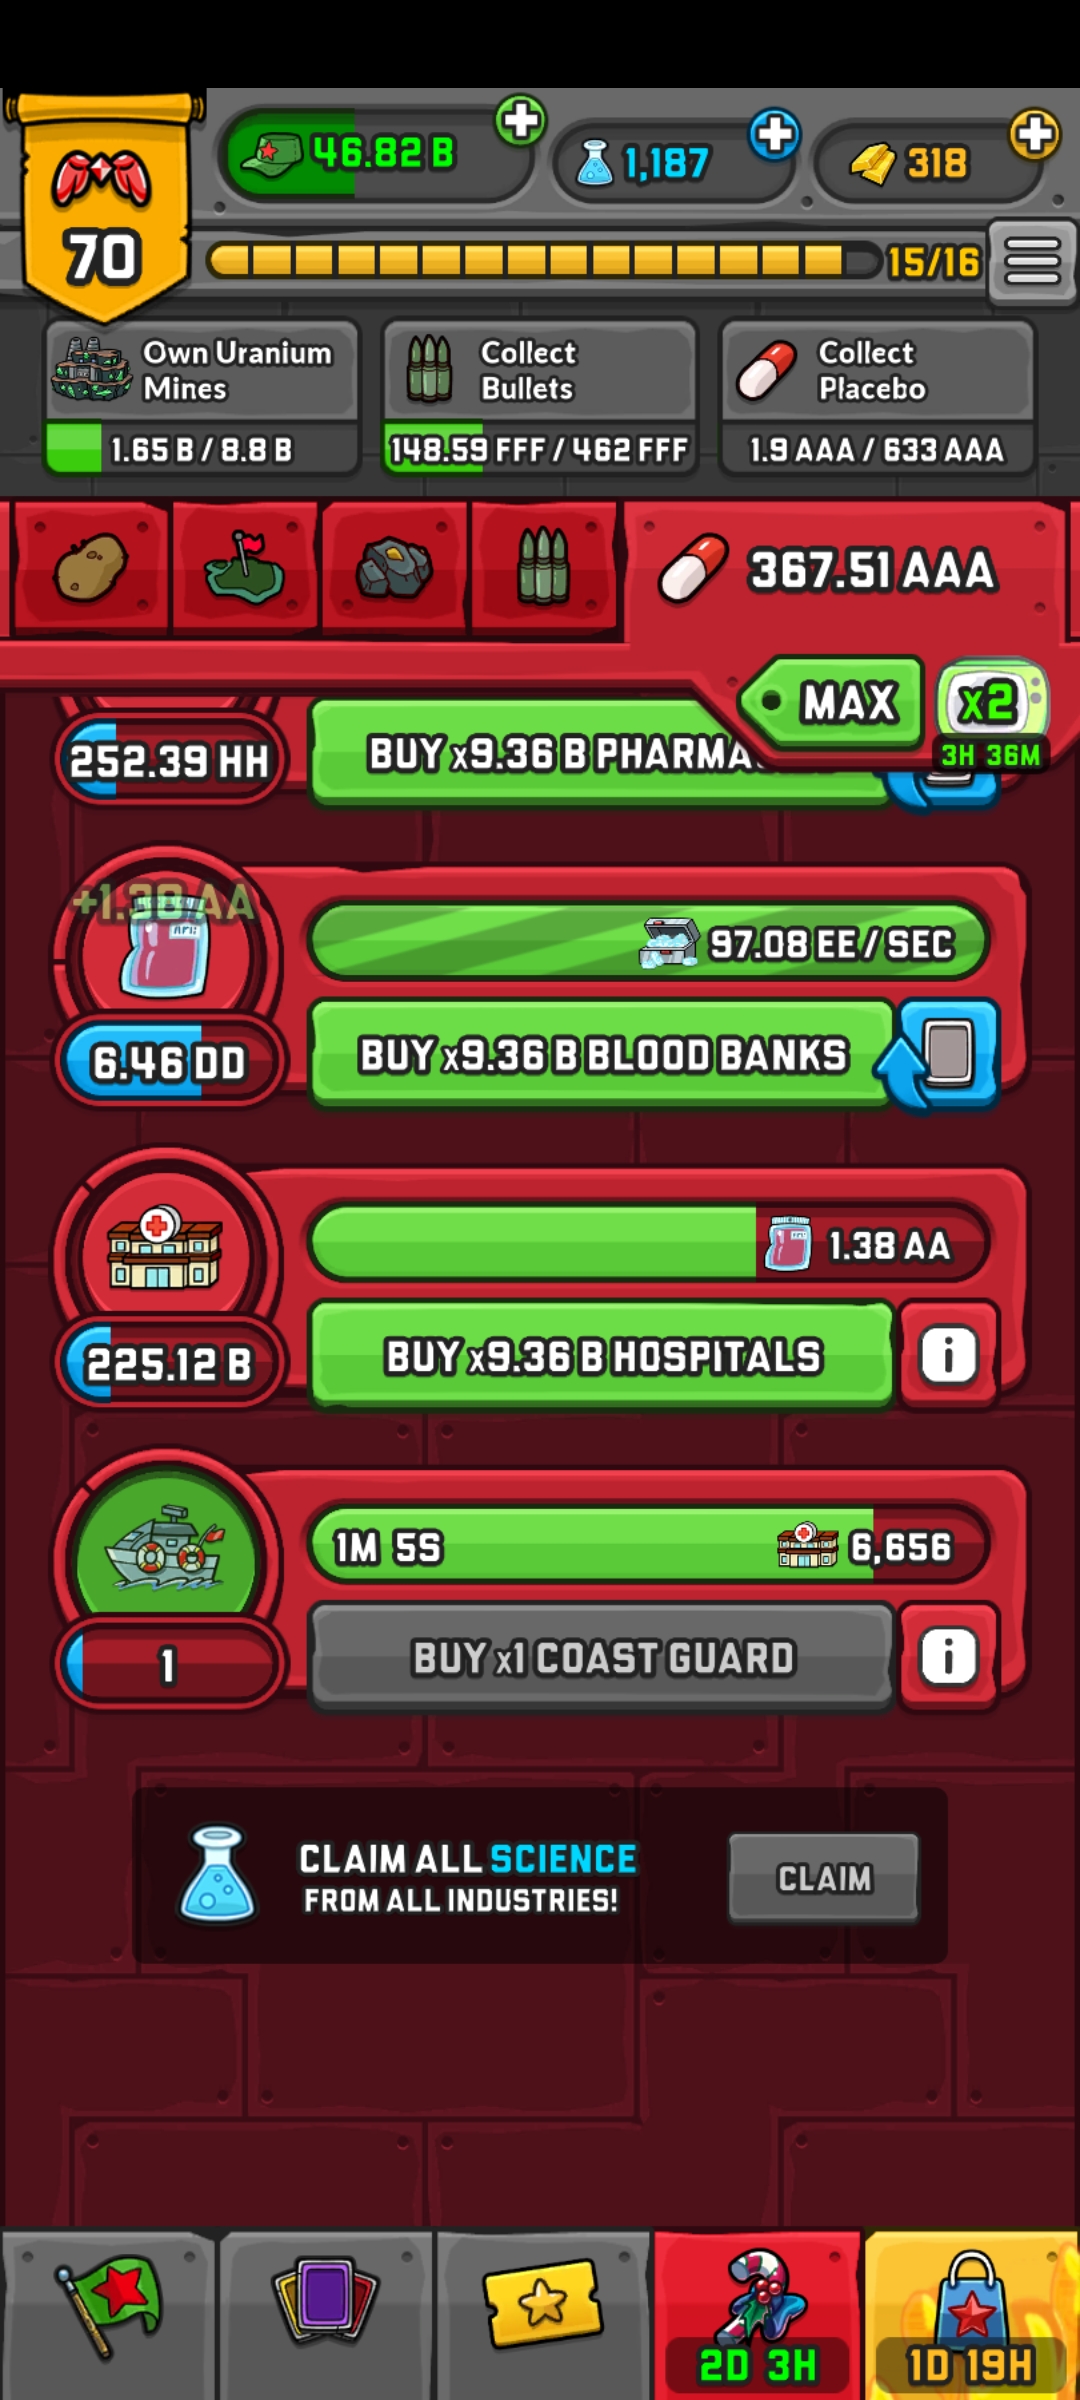 46.82 B
1,187
318
70
15/16
Own Uranium
Mines
1.65 B / 8.8 B
Collect
Bullets
148.59 FFF / 462 FFF
Collect
Placebo
1.9 AAA / 633 AAA
367.51 AAA
MAX
x2
3H 36M
252.39 HH
BUY x9.36 B
+1.38 AA
97.08 EE / SEC
6.46 DD
BUY x9.36 B BLOOD BANKS
1.38 AA
225.12 B
BUY x9.36 B HOSPITALS
i
1M 5S
6,656
1
BUY x1 COAST GUARD
i
CLAIM ALL SCIENCE
FROM ALL INDUSTRIES!
CLAIM
2D 3H
1D 19H